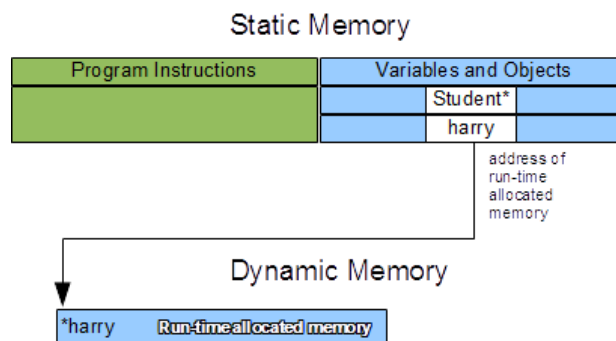 Static Memory
Program Instructions
Variables and Objects
Student*
harry
address of
run-time
allocated
memory
Dynamic Memory
*harry Run-time allocated memory